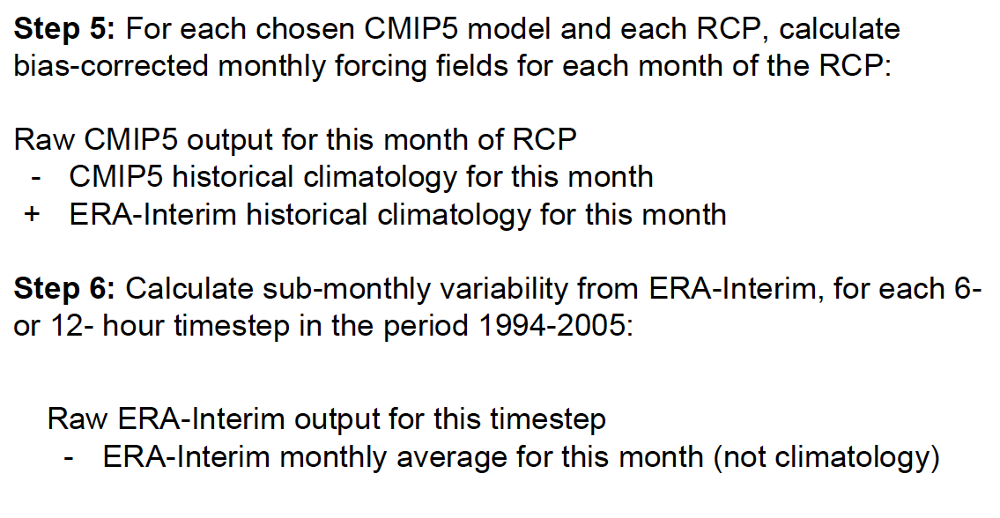 Step 5: For each chosen CMIP5 model and each RCP, calculate
bias-corrected monthly forcing fields for each month of the RCP:
Raw CMIP5 output for this month of RCP
- CMIP5 historical climatology for this month
+ ERA-Interim historical climatology for this month
Step 6: Calculate sub-monthly variability from ERA-Interim, for each 6-
or 12- hour timestep in the period 1994-2005:
Raw ERA-Interim output for this timestep
- ERA-Interim monthly average for this month (not climatology)